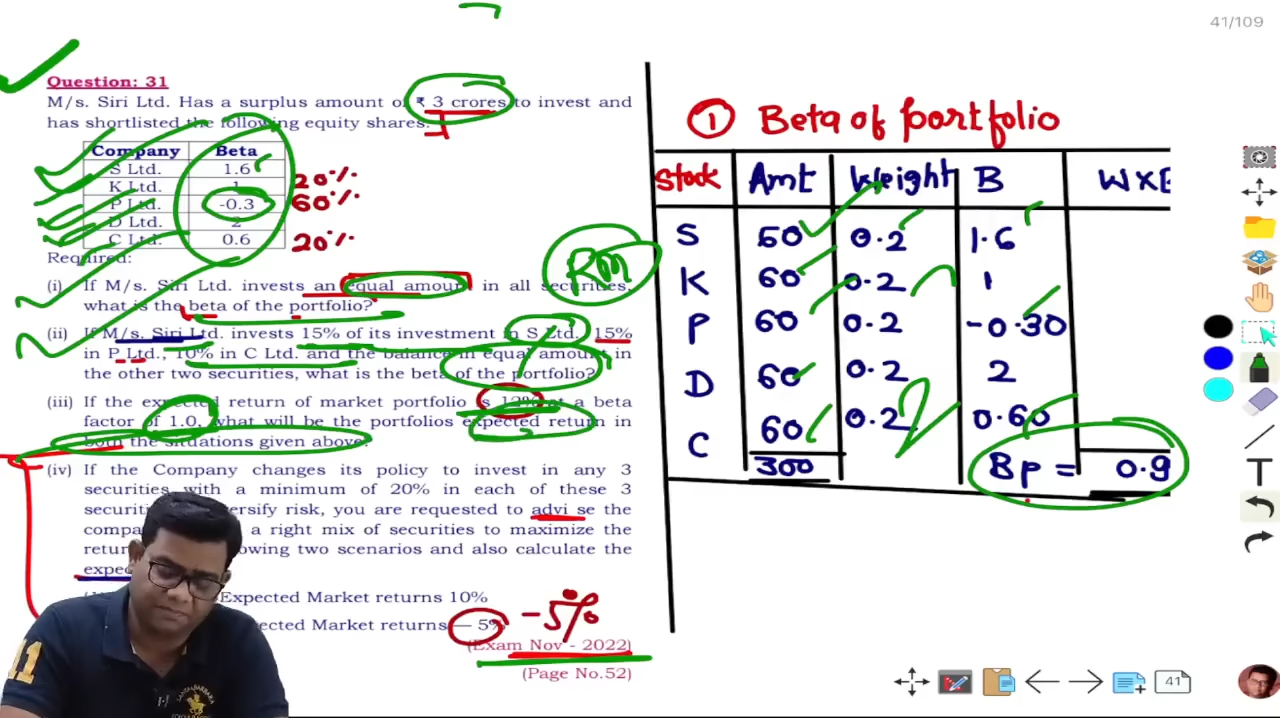 41/109
Question: 31
M/s. Siri Ltd. Has a surplus amount of ₹ 3 crores to invest and
has shortlisted the following equity shares.
Company Beta
S Ltd. 1.6
K Ltd. 1 20%
P Ltd. -0.3 60%
D Ltd. 2
C Ltd. 0.6 20%
Required:
RM
(i) If M/s. Siri Ltd. invests an equal amount in all securities,
what is the beta of the portfolio?
(ii) If M/s. Siri Ltd. invests 15% of its investment in S Ltd., 15%
in P Ltd., 10% in C Ltd. and the balance in equal amount in
the other two securities, what is the beta of the portfolio?
(iii) If the expected return of market portfolio is 12% at a beta
factor of 1.0, what will be the portfolios expected return in
both the situations given above.
(iv) If the Company changes its policy to invest in any 3
securities with a minimum of 20% in each of these 3
ersify risk, you are requested to advise the
a right mix of securities to maximize the
owing two scenarios and also calculate the
Expected Market returns 10%
ected Market returns — 5%
-5%
(Exam Nov - 2022)
(Page No.52)
① Beta of portfolio
Stock Amt Weight B W×B
S 60 0.2 1.6
K 60 0.2 1
P 60 0.2 -0.30
D 60 0.2 2
C 60 0.2 0.60
300 Bp = 0.9
41